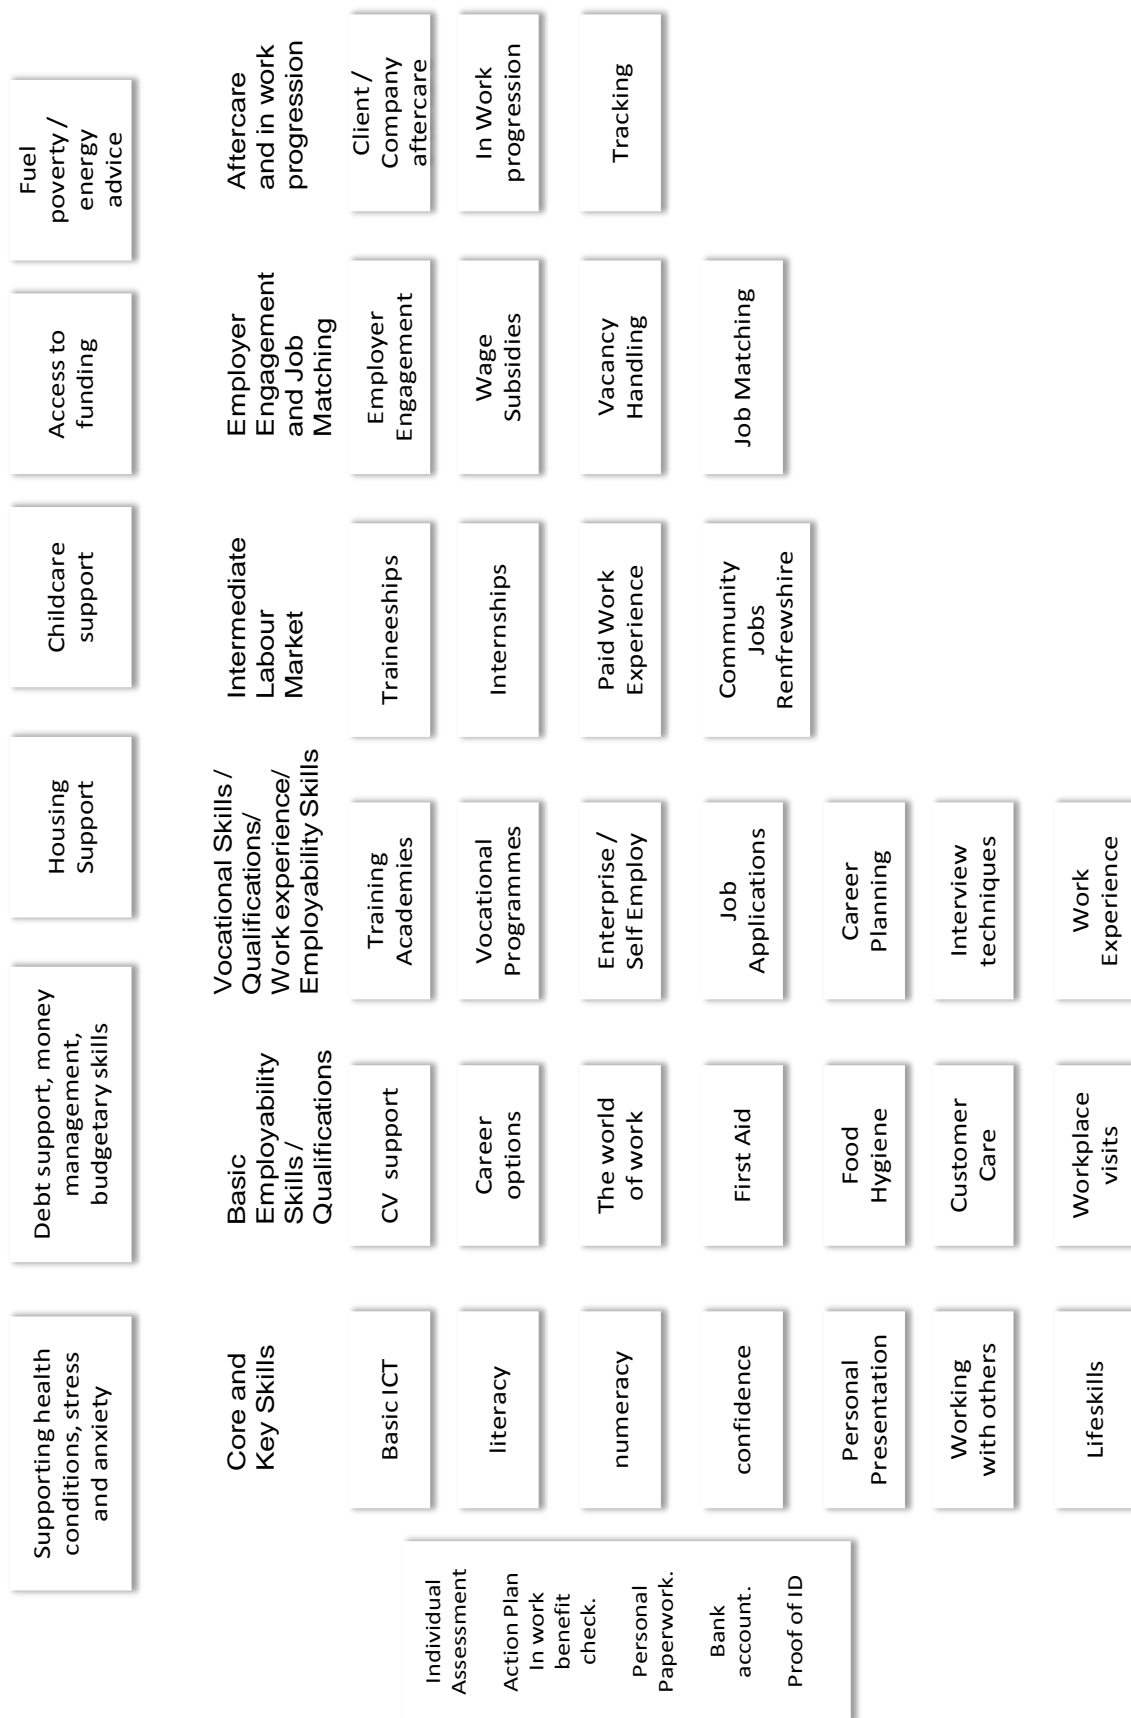 Supporting health
conditions, stress
and anxiety
Debt support, money
management,
budgetary skills
Housing
Support
Childcare
support
Access to
funding
Fuel
poverty /
energy
advice
Core and
Key Skills
Basic
Employability
Skills /
Qualifications
Vocational Skills /
Qualifications/
Work experience/
Employability Skills
Intermediate
Labour
Market
Employer
Engagement
and Job
Matching
Aftercare
and in work
progression
Individual
Assessment
Action Plan
In work
benefit
check.
Personal
Paperwork.
Bank
account.
Proof of ID
Basic ICT
literacy
numeracy
confidence
Personal
Presentation
Working
with others
Lifeskills
CV support
Career
options
The world
of work
First Aid
Food
Hygiene
Customer
Care
Workplace
visits
Training
Academies
Vocational
Programmes
Enterprise /
Self Employ
Job
Applications
Career
Planning
Interview
techniques
Work
Experience
Traineeships
Internships
Paid Work
Experience
Community
Jobs
Renfrewshire
Employer
Engagement
Wage
Subsidies
Vacancy
Handling
Job Matching
Client /
Company
aftercare
In Work
progression
Tracking